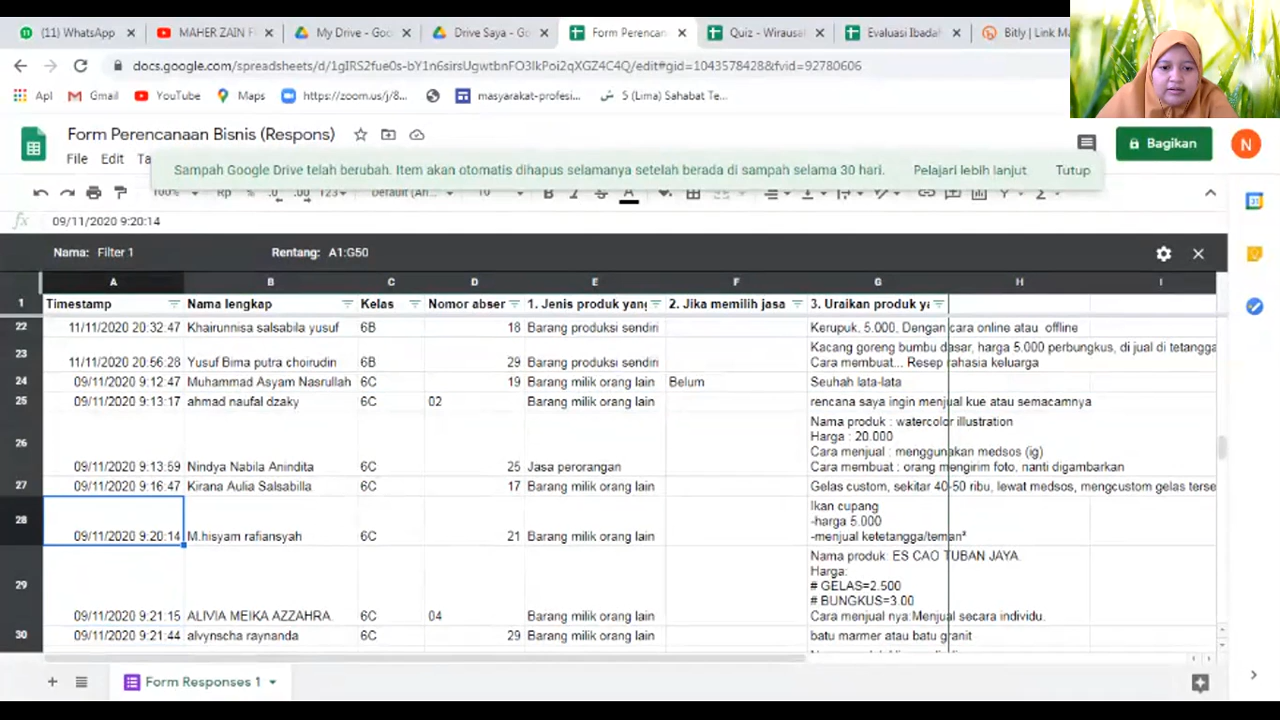 (11) WhatsApp
MAHER ZAIN F
My Drive - Goo
Drive Saya - Go
Form Perencan
Quiz - Wirausa
Evaluasi Ibadah
Bitly | Link M
docs.google.com/spreadsheets/d/1gIRS2fue0s-bY1n6sirsUgwtbnFO3IkPoi2qXGZ4C4Q/edit#gid=1043578428&fvid=92780606
Apl
Gmail
YouTube
Maps
https://zoom.us/j/8...
masyarakat-profesi...
5 (Lima) Sahabat Te...
Form Perencanaan Bisnis (Respons)
Bagikan
N
File Edit Ta
Sampah Google Drive telah berubah. Item akan otomatis dihapus selamanya setelah berada di sampah selama 30 hari. Pelajari lebih lanjut Tutup
100% Rp % .0 .00 123 Default (Ari... 10 B I S A
fx 09/11/2020 9:20:14
Nama: Filter 1 Rentang: A1:G50
A B C D E F G H I
1 Timestamp Nama lengkap Kelas Nomor abser 1. Jenis produk yang 2. Jika memilih jasa 3. Uraikan produk ya
22 11/11/2020 20:32:47 Khairunnisa salsabila yusuf 6B 18 Barang produksi sendiri Kerupuk, 5.000, Dengan cara online atau offline
Kacang goreng bumbu dasar, harga 5.000 perbungkus, di jual di tetangga
23 11/11/2020 20:56:28 Yusuf Bima putra choirudin 6B 29 Barang produksi sendiri Cara membuat... Resep rahasia keluarga
24 09/11/2020 9:12:47 Muhammad Asyam Nasrullah 6C 19 Barang milik orang lain Belum Seuhah lata-lata
25 09/11/2020 9:13:17 ahmad naufal dzaky 6C 02 Barang milik orang lain rencana saya ingin menjual kue atau semacamnya
Nama produk : watercolor illustration
Harga : 20.000
Cara menjual : menggunakan medsos (ig)
26 09/11/2020 9:13:59 Nindya Nabila Anindita 6C 25 Jasa perorangan Cara membuat : orang mengirim foto, nanti digambarkan
27 09/11/2020 9:16:47 Kirana Aulia Salsabilla 6C 17 Barang milik orang lain Gelas custom, sekitar 40-50 ribu, lewat medsos, mengcustom gelas terse
Ikan cupang
-harga 5.000
28 09/11/2020 9:20:14 M.hisyam rafiansyah 6C 21 Barang milik orang lain -menjual ketetangga/teman²
Nama produk: ES CAO TUBAN JAYA.
Harga:
# GELAS=2.500
# BUNGKUS=3.00
29 09/11/2020 9:21:15 ALIVIA MEIKA AZZAHRA. 6C 04 Barang milik orang lain Cara menjual nya:Menjual secara individu.
30 09/11/2020 9:21:44 alvynscha raynanda 6C 29 Barang milik orang lain batu marmer atau batu granit
Form Responses 1